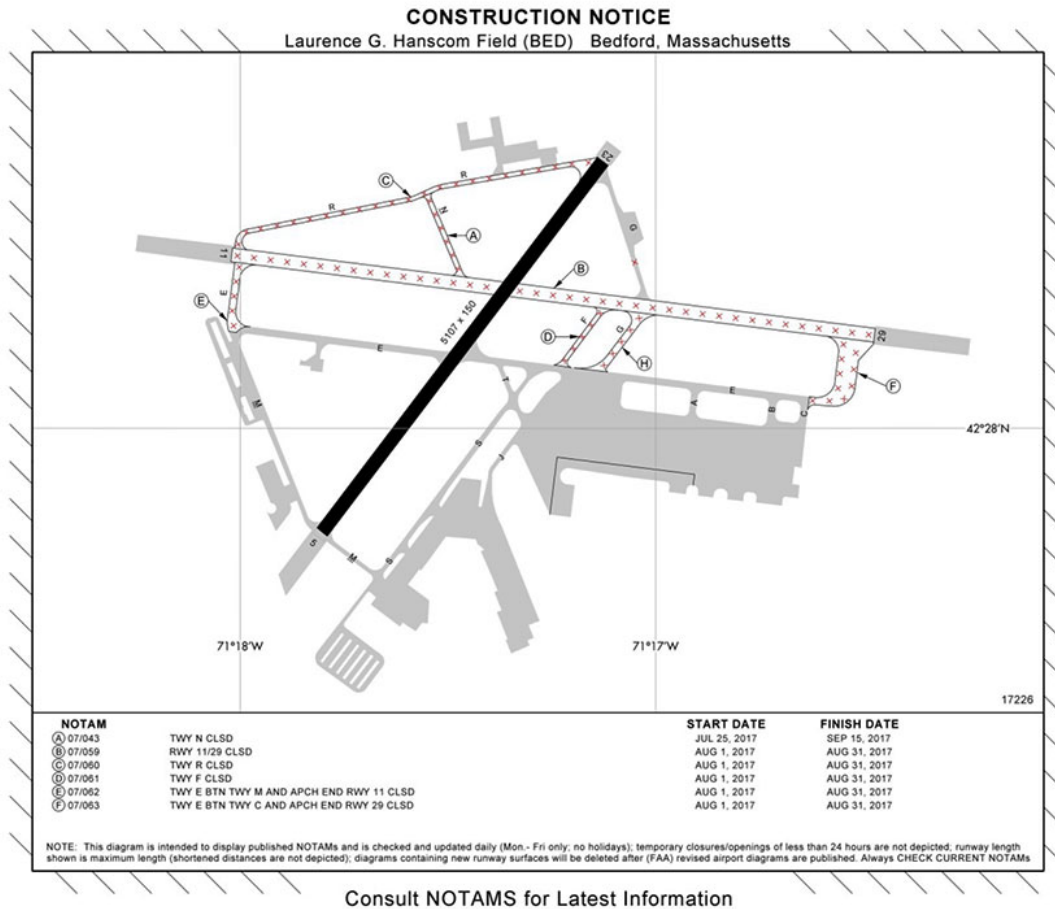 CONSTRUCTION NOTICE
Laurence G. Hanscom Field (BED) Bedford, Massachusetts
23
C
R
R
N
A
G
11
B
E
E
5107 x 150
F
D
G
H
29
E
T
E
F
M
A
B
C
42°28'N
S
J
5
M
S
71°18'W
71°17'W
17226
NOTAM START DATE FINISH DATE
A 07/043 TWY N CLSD JUL 25, 2017 SEP 15, 2017
B 07/059 RWY 11/29 CLSD AUG 1, 2017 AUG 31, 2017
C 07/060 TWY R CLSD AUG 1, 2017 AUG 31, 2017
D 07/061 TWY F CLSD AUG 1, 2017 AUG 31, 2017
E 07/062 TWY E BTN TWY M AND APCH END RWY 11 CLSD AUG 1, 2017 AUG 31, 2017
F 07/063 TWY E BTN TWY C AND APCH END RWY 29 CLSD AUG 1, 2017 AUG 31, 2017
NOTE: This diagram is intended to display published NOTAMs and is checked and updated daily (Mon.- Fri only; no holidays); temporary closures/openings of less than 24 hours are not depicted; runway length
shown is maximum length (shortened distances are not depicted); diagrams containing new runway surfaces will be deleted after (FAA) revised airport diagrams are published. Always CHECK CURRENT NOTAMs
Consult NOTAMS for Latest Information